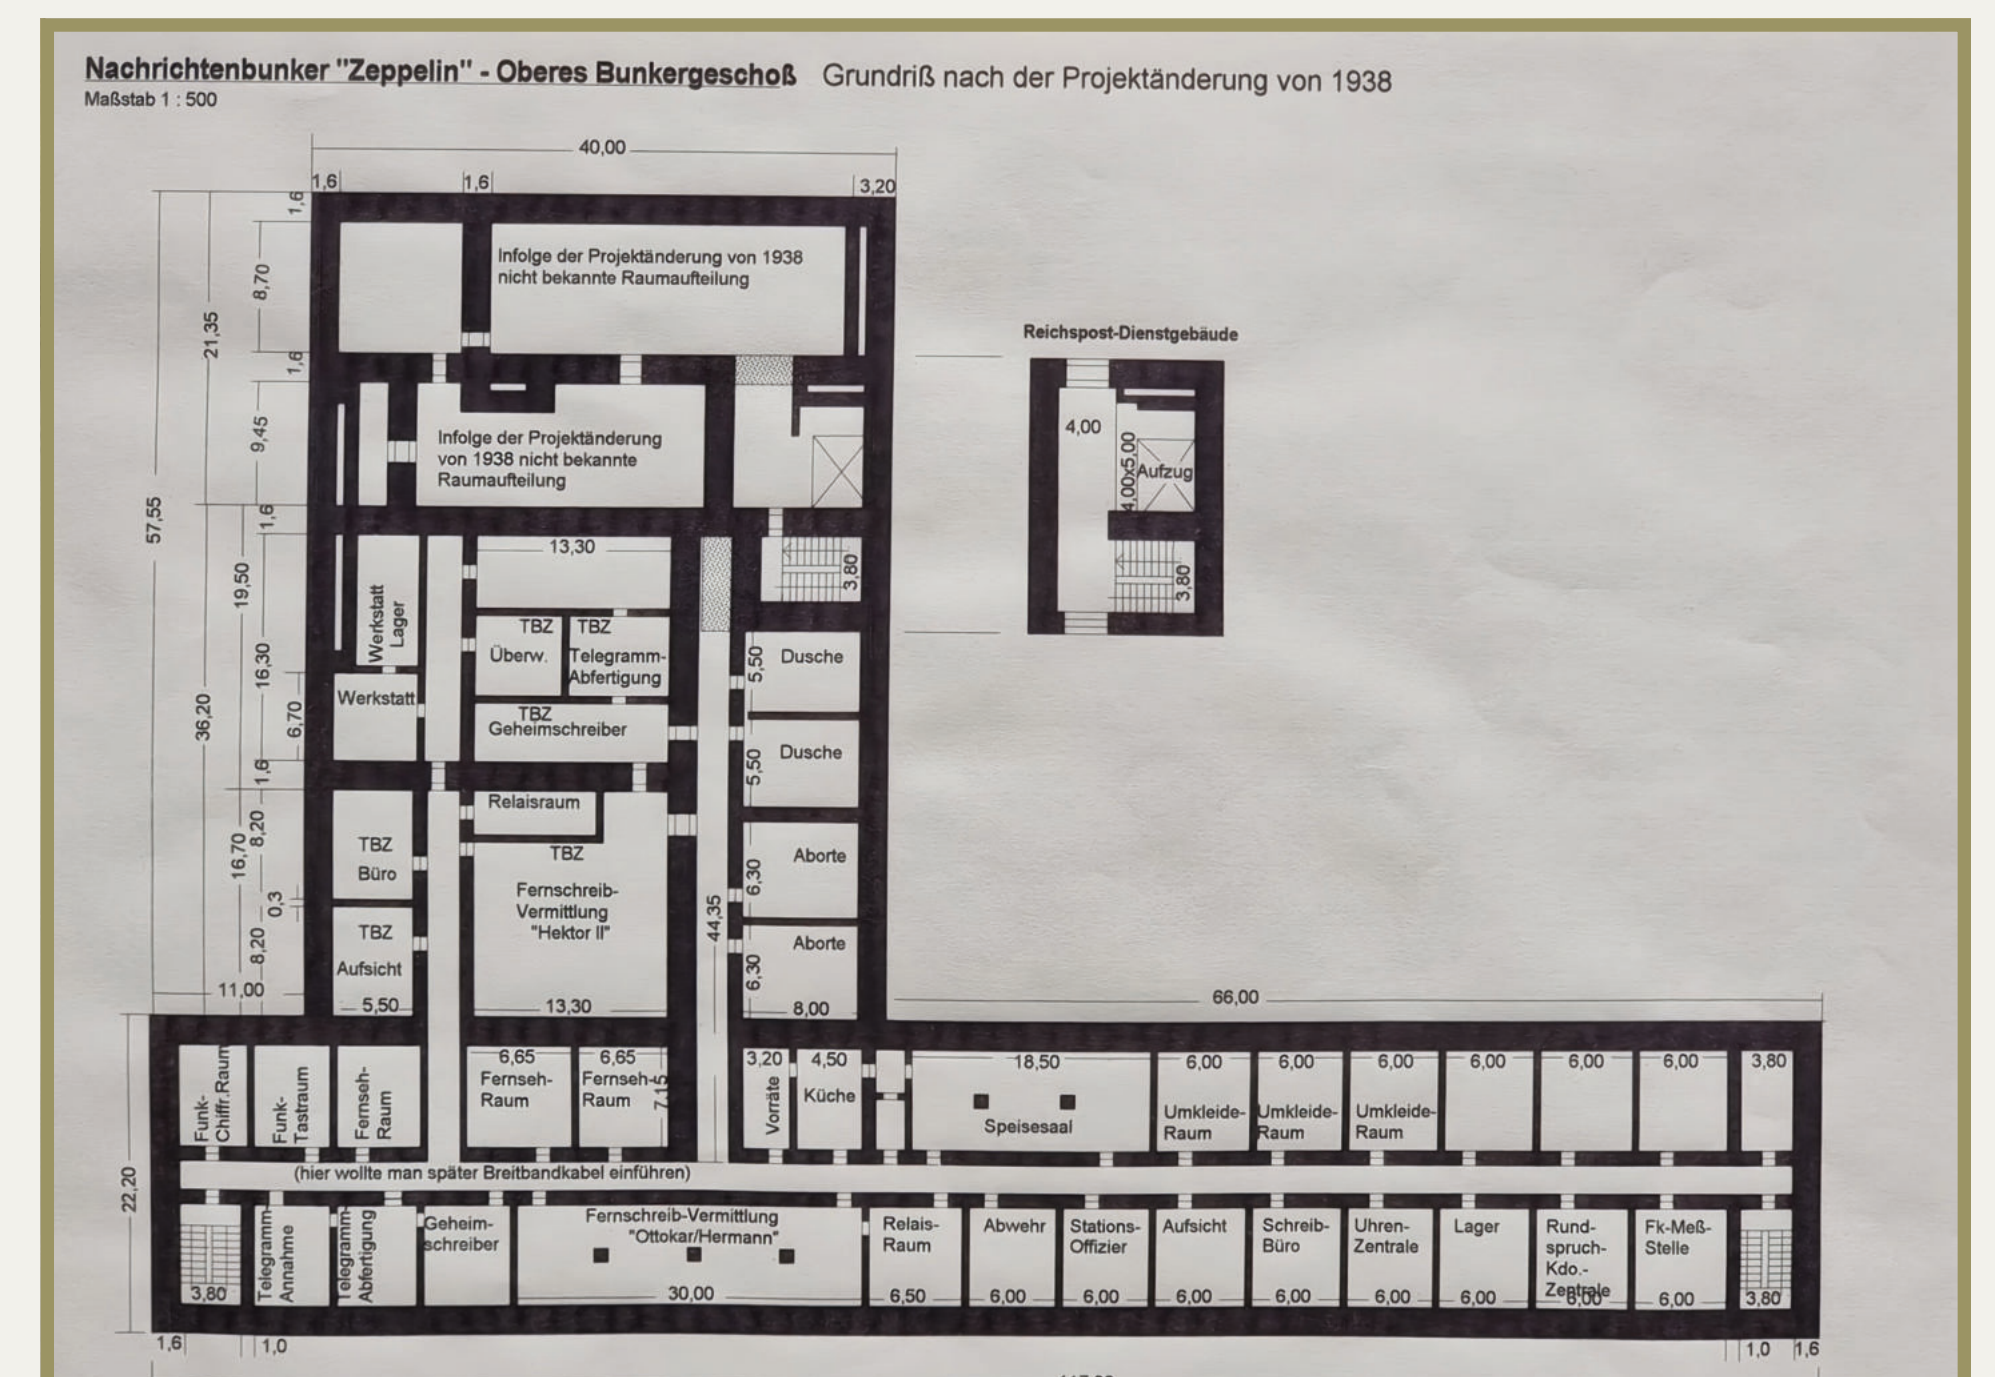 Nachrichtenbunker "Zeppelin" - Oberes Bunkergeschoß Grundriß nach der Projektänderung von 1938
Maßstab 1 : 500
40,00
1,6
1,6
3,20
1,6
8,70
21,35
1,6
9,45
57,55
1,6
19,50
16,30
36,20
6,70
1,6
8,20
16,70
0,3
8,20
11,00
22,20
Infolge der Projektänderung von 1938
nicht bekannte Raumaufteilung
Infolge der Projektänderung
von 1938 nicht bekannte
Raumaufteilung
Reichspost-Dienstgebäude
4,00
4,00x5,00
Aufzug
3,80
13,30
3,80
Werkstatt
Lager
TBZ
Überw.
TBZ
Telegramm-
Abfertigung
5,50
Dusche
Werkstatt
TBZ
Geheimschreiber
5,50
Dusche
Relaisraum
TBZ
Büro
TBZ
Fernschreib-
Vermittlung
"Hektor II"
6,30
Aborte
44,35
TBZ
Aufsicht
5,50
13,30
6,30
Aborte
8,00
66,00
Funk-
Chiffr.Raum
Funk-
Tastraum
Fernseh-
Raum
6,65
Fernseh-
Raum
6,65
Fernseh-
Raum
7,15
3,20
Vorräte
4,50
Küche
18,50
Speisesaal
6,00
Umkleide-
Raum
6,00
Umkleide-
Raum
6,00
Umkleide-
Raum
6,00
6,00
6,00
3,80
(hier wollte man später Breitbandkabel einführen)
3,80
Telegramm-
Annahme
Telegramm-
Abfertigung
Geheim-
schreiber
Fernschreib-Vermittlung
"Ottokar/Hermann"
30,00
Relais-
Raum
6,50
Abwehr
6,00
Stations-
Offizier
6,00
Aufsicht
6,00
Schreib-
Büro
6,00
Uhren-
Zentrale
6,00
Lager
6,00
Rund-
spruch-
Kdo.-
Zentrale
6,00
Fk-Meß-
Stelle
6,00
3,80
1,6
1,0
1,0
1,6